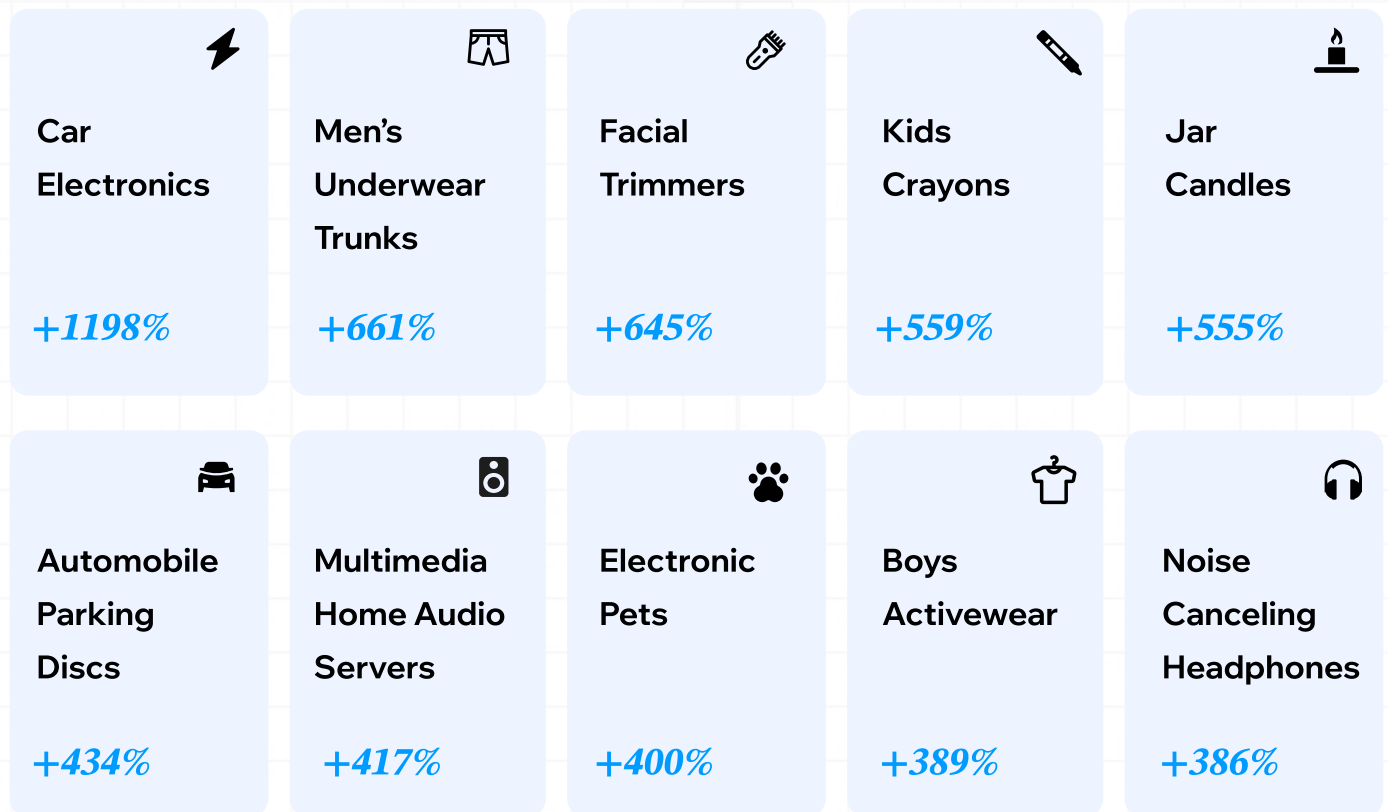 Car
Electronics
+1198%
Men’s
Underwear
Trunks
+661%
Facial
Trimmers
+645%
Kids
Crayons
+559%
Jar
Candles
+555%
Automobile
Parking
Discs
+434%
Multimedia
Home Audio
Servers
+417%
Electronic
Pets
+400%
Boys
Activewear
+389%
Noise
Canceling
Headphones
+386%